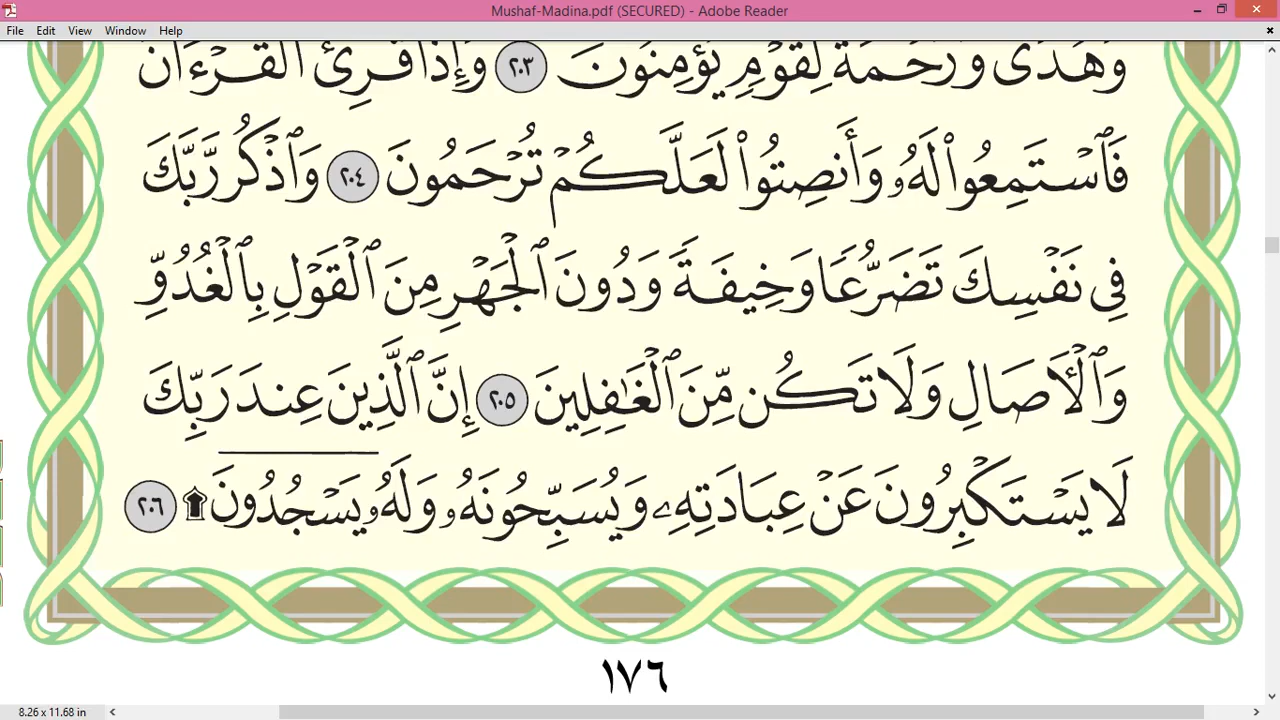 Mushaf-Madina.pdf (SECURED) - Adobe Reader
File Edit View Window Help
وَهُدًى وَرَحْمَةٌ لِّقَوْمٍ يُؤْمِنُونَ ٢٠٣ وَإِذَا قُرِئَ ٱلْقُرْءَانُ
فَٱسْتَمِعُوا۟ لَهُۥ وَأَنصِتُوا۟ لَعَلَّكُمْ تُرْحَمُونَ ٢٠٤ وَٱذْكُر رَّبَّكَ
فِى نَفْسِكَ تَضَرُّعًا وَخِيفَةً وَدُونَ ٱلْجَهْرِ مِنَ ٱلْقَوْلِ بِٱلْغُدُوِّ
وَٱلْءَاصَالِ وَلَا تَكُن مِّنَ ٱلْغَٰفِلِينَ ٢٠٥ إِنَّ ٱلَّذِينَ عِندَ رَبِّكَ
لَا يَسْتَكْبِرُونَ عَنْ عِبَادَتِهِۦ وَيُسَبِّحُونَهُۥ وَلَهُۥ يَسْجُدُونَ ۩ ٢٠٦
١٧٦
8.26 x 11.68 in